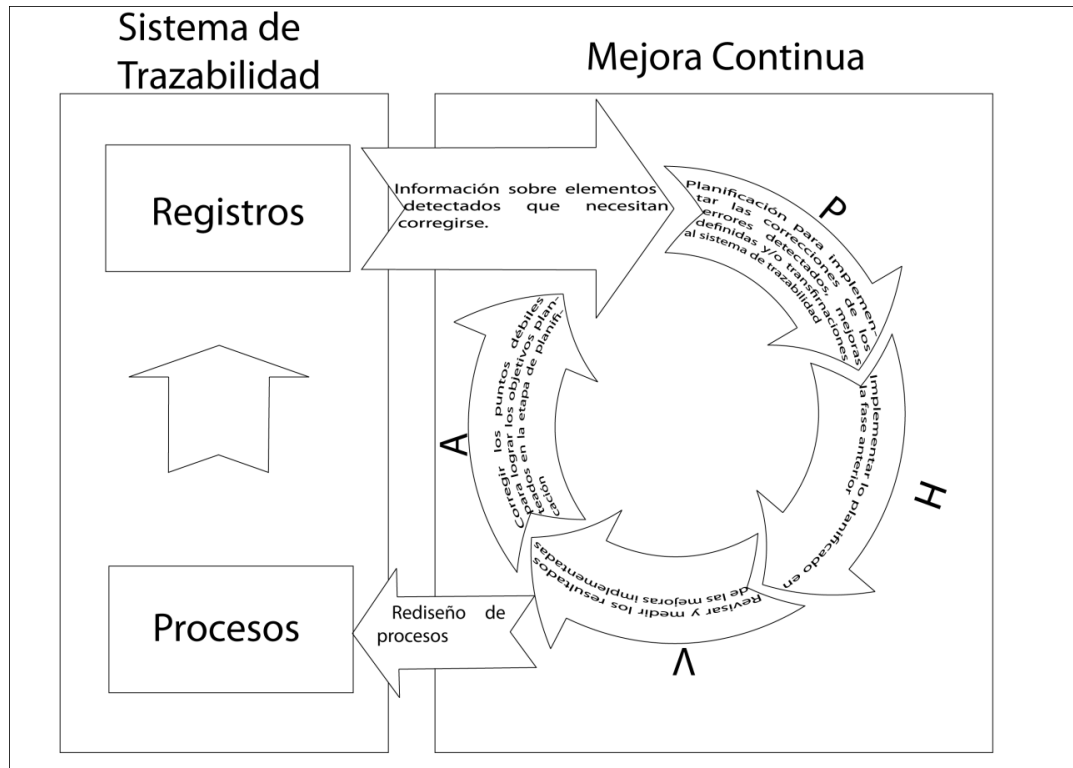 Sistema de
Trazabilidad
Mejora Continua
Registros
Información sobre elementos
detectados que necesitan
corregirse.
P
Planificación para implemen-
tar las correcciones de los
errores detectados, mejoras
definidas y/o transfirnaciones
al sistema de trazabilidad
H
Implementar lo planificado en
la fase anterior
V
Revisar y medir los resultados
de las mejoras implementadas
A
Corregir los puntos débiles
para lograr los objetivos plan-
teados en la etapa de planifi-
cación
Rediseño de
procesos
Procesos